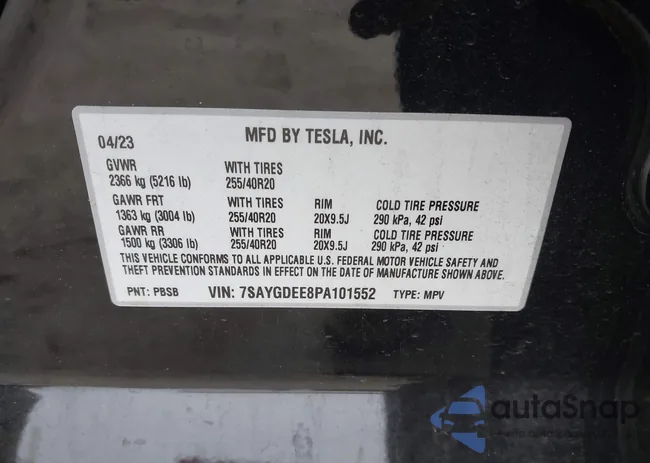 04/23 MFD BY TESLA, INC.
GVWR WITH TIRES
2366 kg (5216 lb) 255/40R20
GAWR FRT WITH TIRES RIM COLD TIRE PRESSURE
1363 kg (3004 lb) 255/40R20 20X9.5J 290 kPa, 42 psi
GAWR RR WITH TIRES RIM COLD TIRE PRESSURE
1500 kg (3306 lb) 255/40R20 20X9.5J 290 kPa, 42 psi
THIS VEHICLE CONFORMS TO ALL APPLICABLE U.S. FEDERAL MOTOR VEHICLE SAFETY AND
THEFT PREVENTION STANDARDS IN EFFECT ON THE DATE OF MANUFACTURE SHOWN ABOVE.
PNT: PBSB VIN: 7SAYGDEE8PA101552 TYPE: MPV
autoSnap